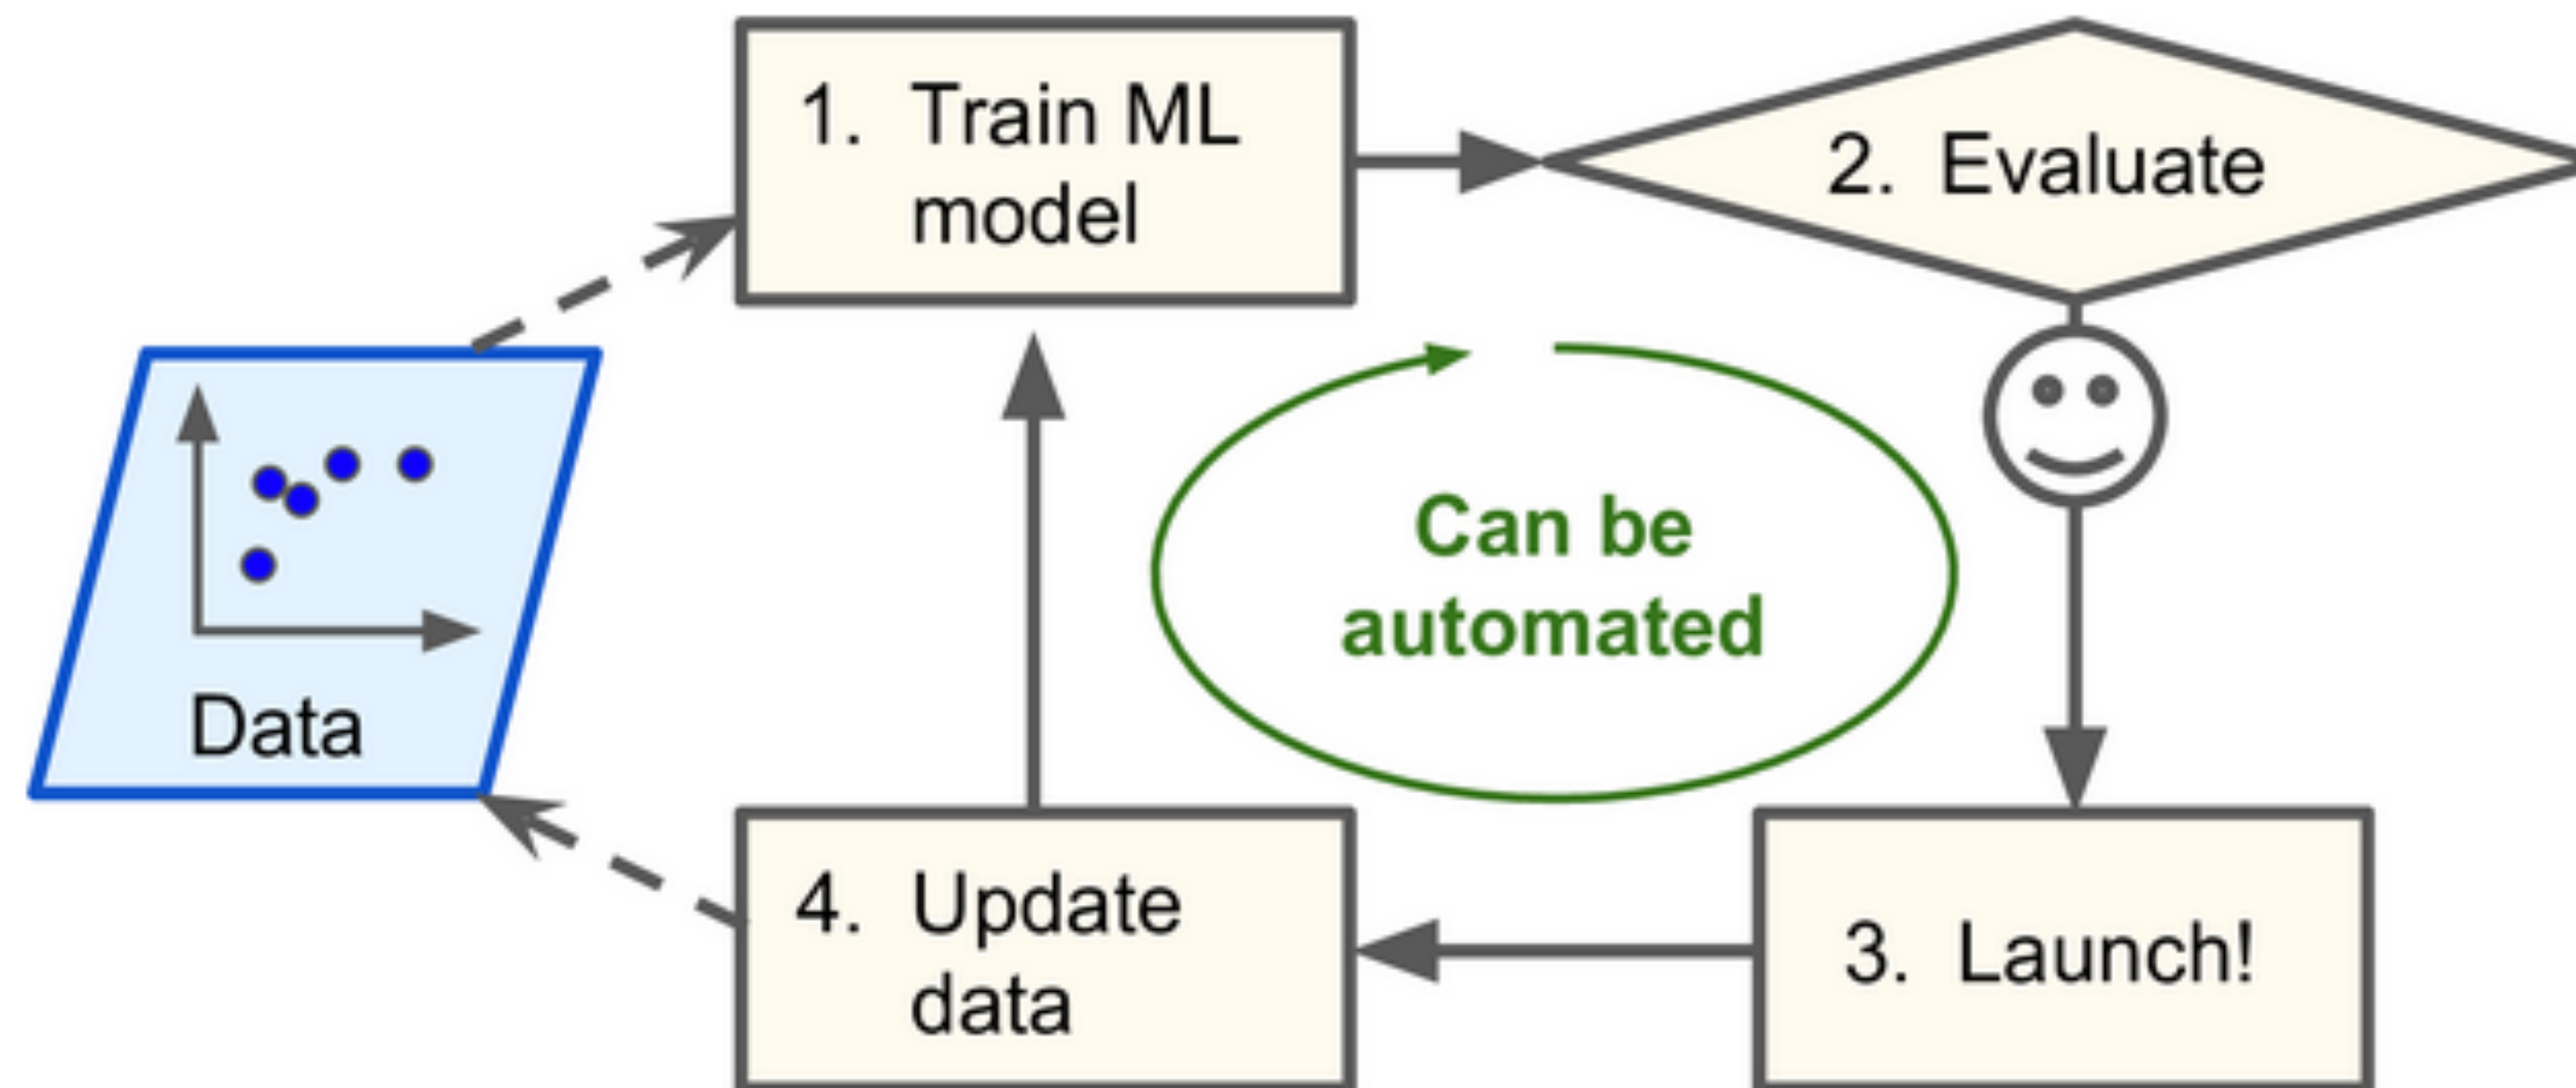 1. Train ML
model
2. Evaluate
Can be
automated
Data
4. Update
data
3. Launch!